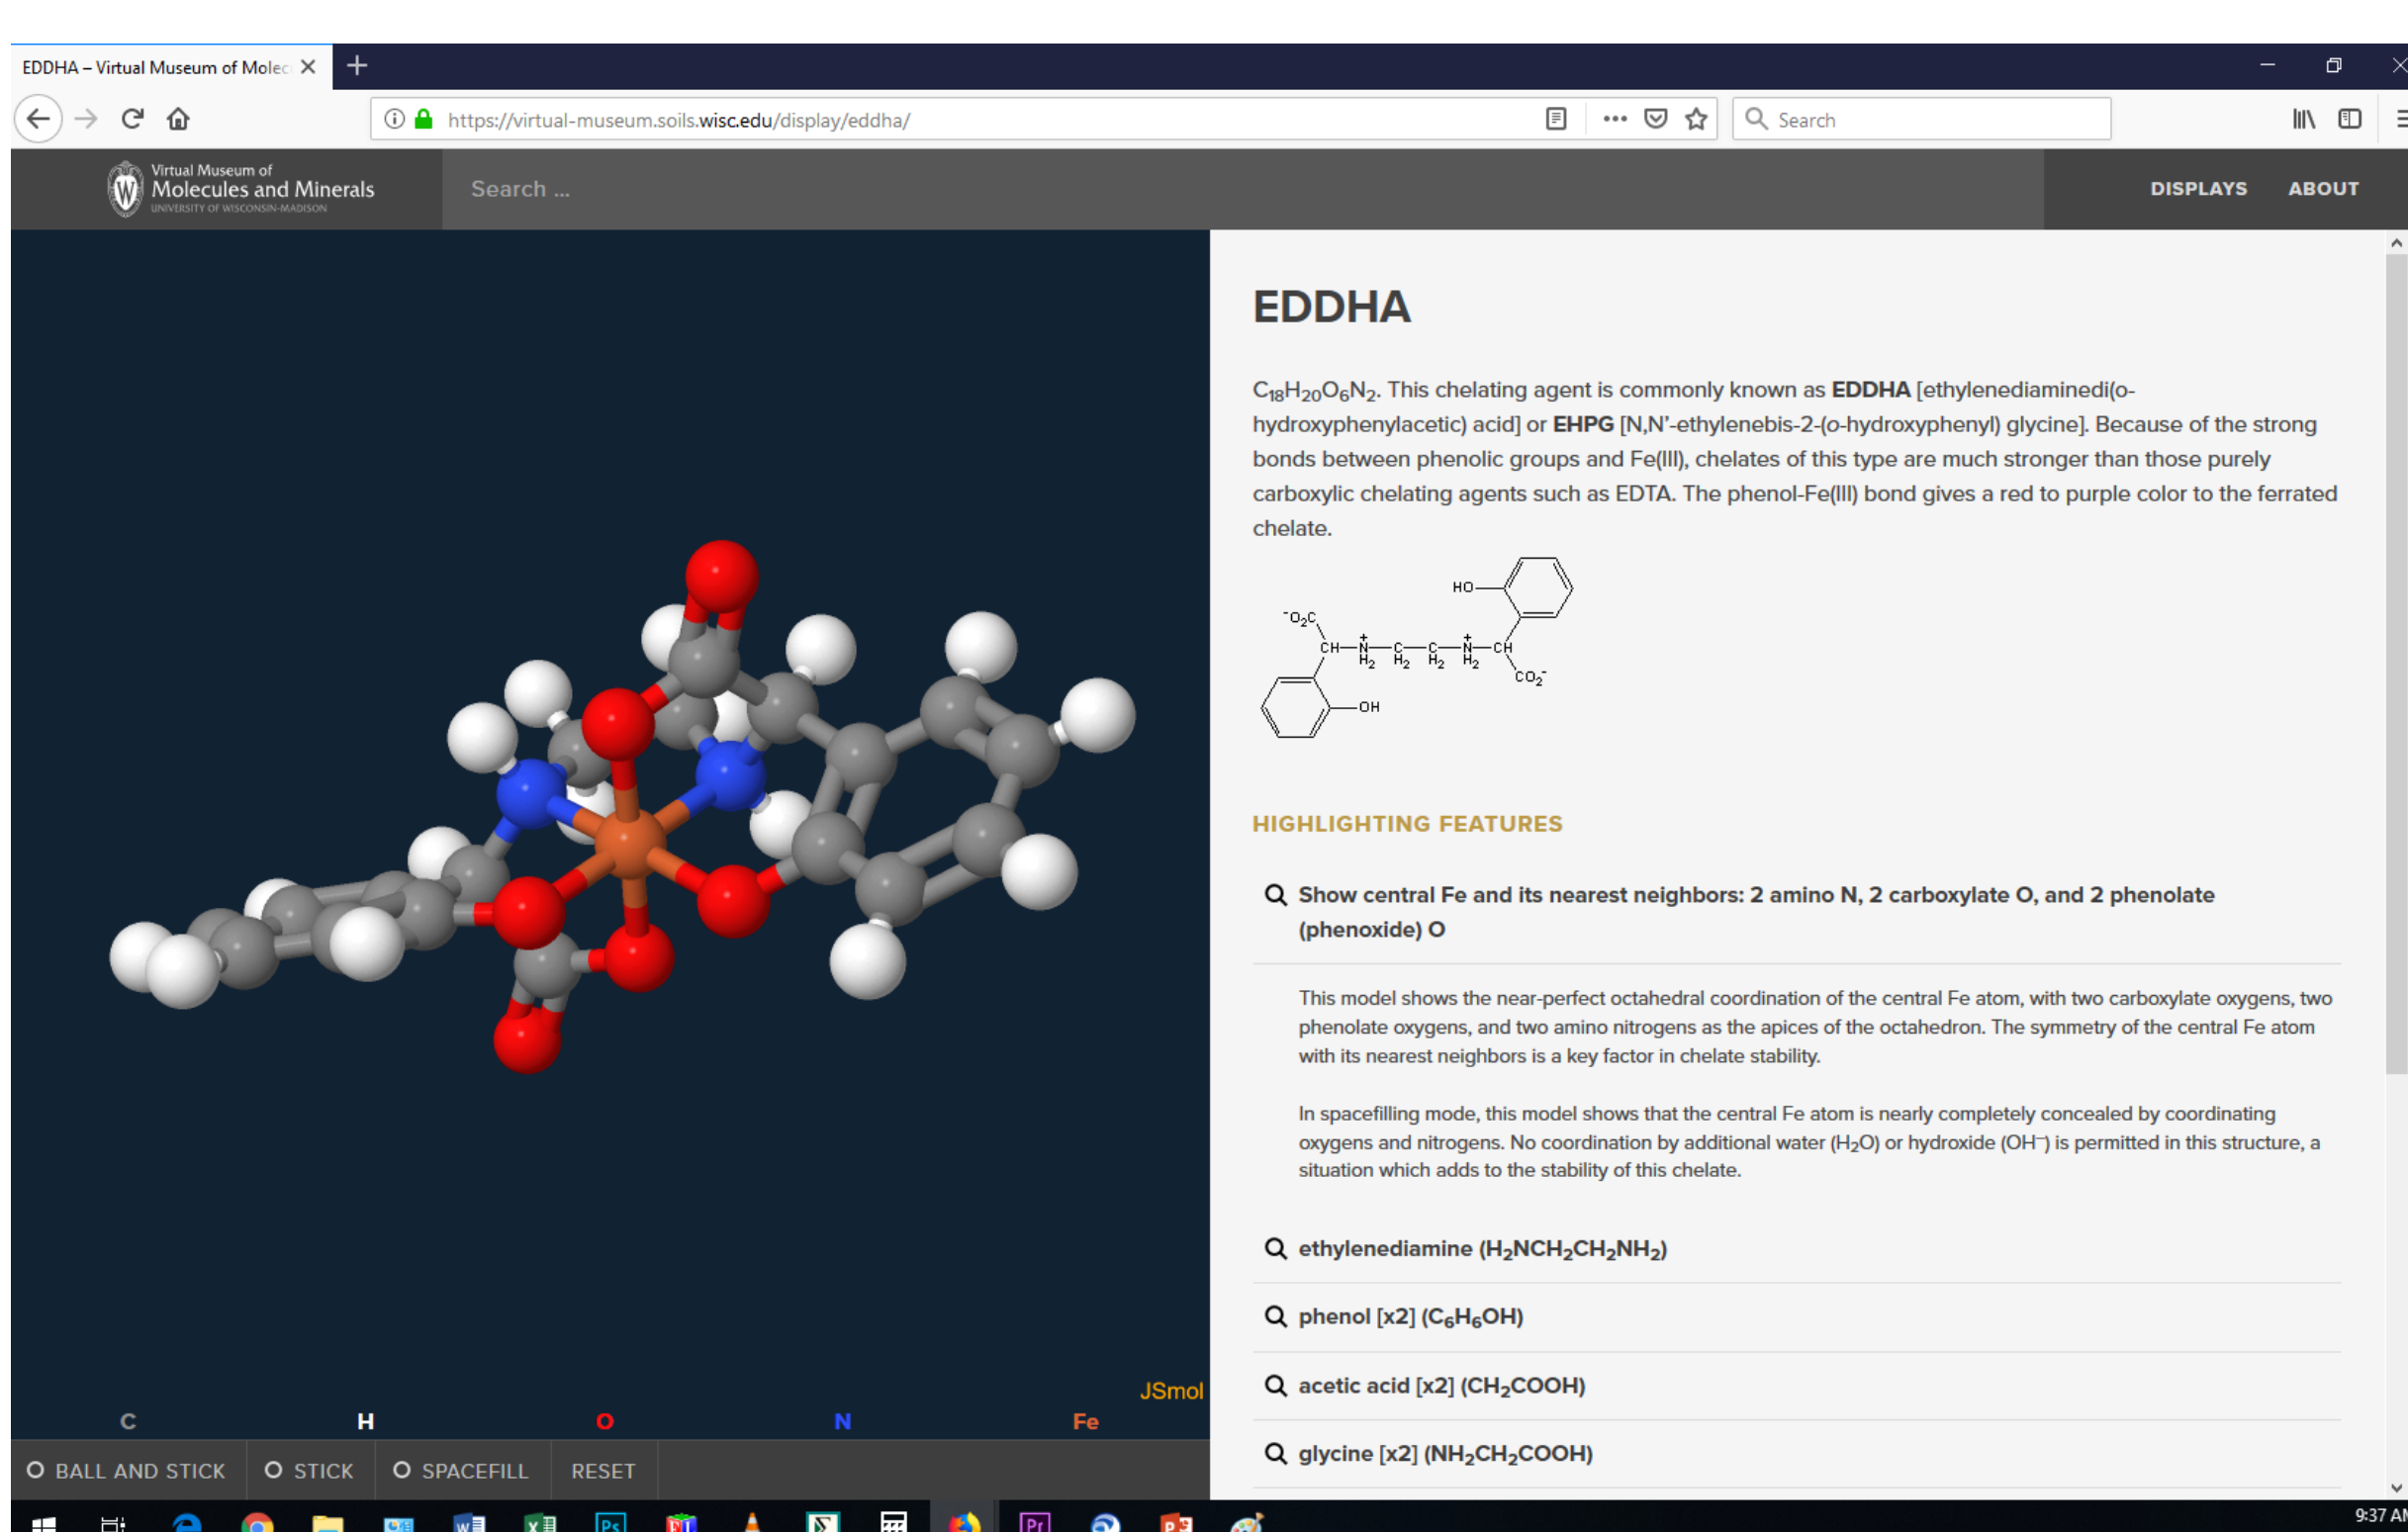 EDDHA – Virtual Museum of Molec
https://virtual-museum.soils.wisc.edu/display/eddha/
Search
Virtual Museum of
Molecules and Minerals
UNIVERSITY OF WISCONSIN-MADISON
Search ...
DISPLAYS
ABOUT
EDDHA
C₁₈H₂₀O₆N₂. This chelating agent is commonly known as EDDHA [ethylenediaminedi(o-
hydroxyphenylacetic) acid] or EHPG [N,N’-ethylenebis-2-(o-hydroxyphenyl) glycine]. Because of the strong
bonds between phenolic groups and Fe(III), chelates of this type are much stronger than those purely
carboxylic chelating agents such as EDTA. The phenol-Fe(III) bond gives a red to purple color to the ferrated
chelate.
HO
⁻O₂C
CH N⁺H₂ CH₂ CH₂ N⁺H₂ CH
CO₂⁻
OH
HIGHLIGHTING FEATURES
Show central Fe and its nearest neighbors: 2 amino N, 2 carboxylate O, and 2 phenolate
(phenoxide) O
This model shows the near-perfect octahedral coordination of the central Fe atom, with two carboxylate oxygens, two
phenolate oxygens, and two amino nitrogens as the apices of the octahedron. The symmetry of the central Fe atom
with its nearest neighbors is a key factor in chelate stability.
In spacefilling mode, this model shows that the central Fe atom is nearly completely concealed by coordinating
oxygens and nitrogens. No coordination by additional water (H₂O) or hydroxide (OH⁻) is permitted in this structure, a
situation which adds to the stability of this chelate.
ethylenediamine (H₂NCH₂CH₂NH₂)
phenol [x2] (C₆H₆OH)
acetic acid [x2] (CH₂COOH)
glycine [x2] (NH₂CH₂COOH)
JSmol
C H O N Fe
BALL AND STICK
STICK
SPACEFILL
RESET
9:37 AM